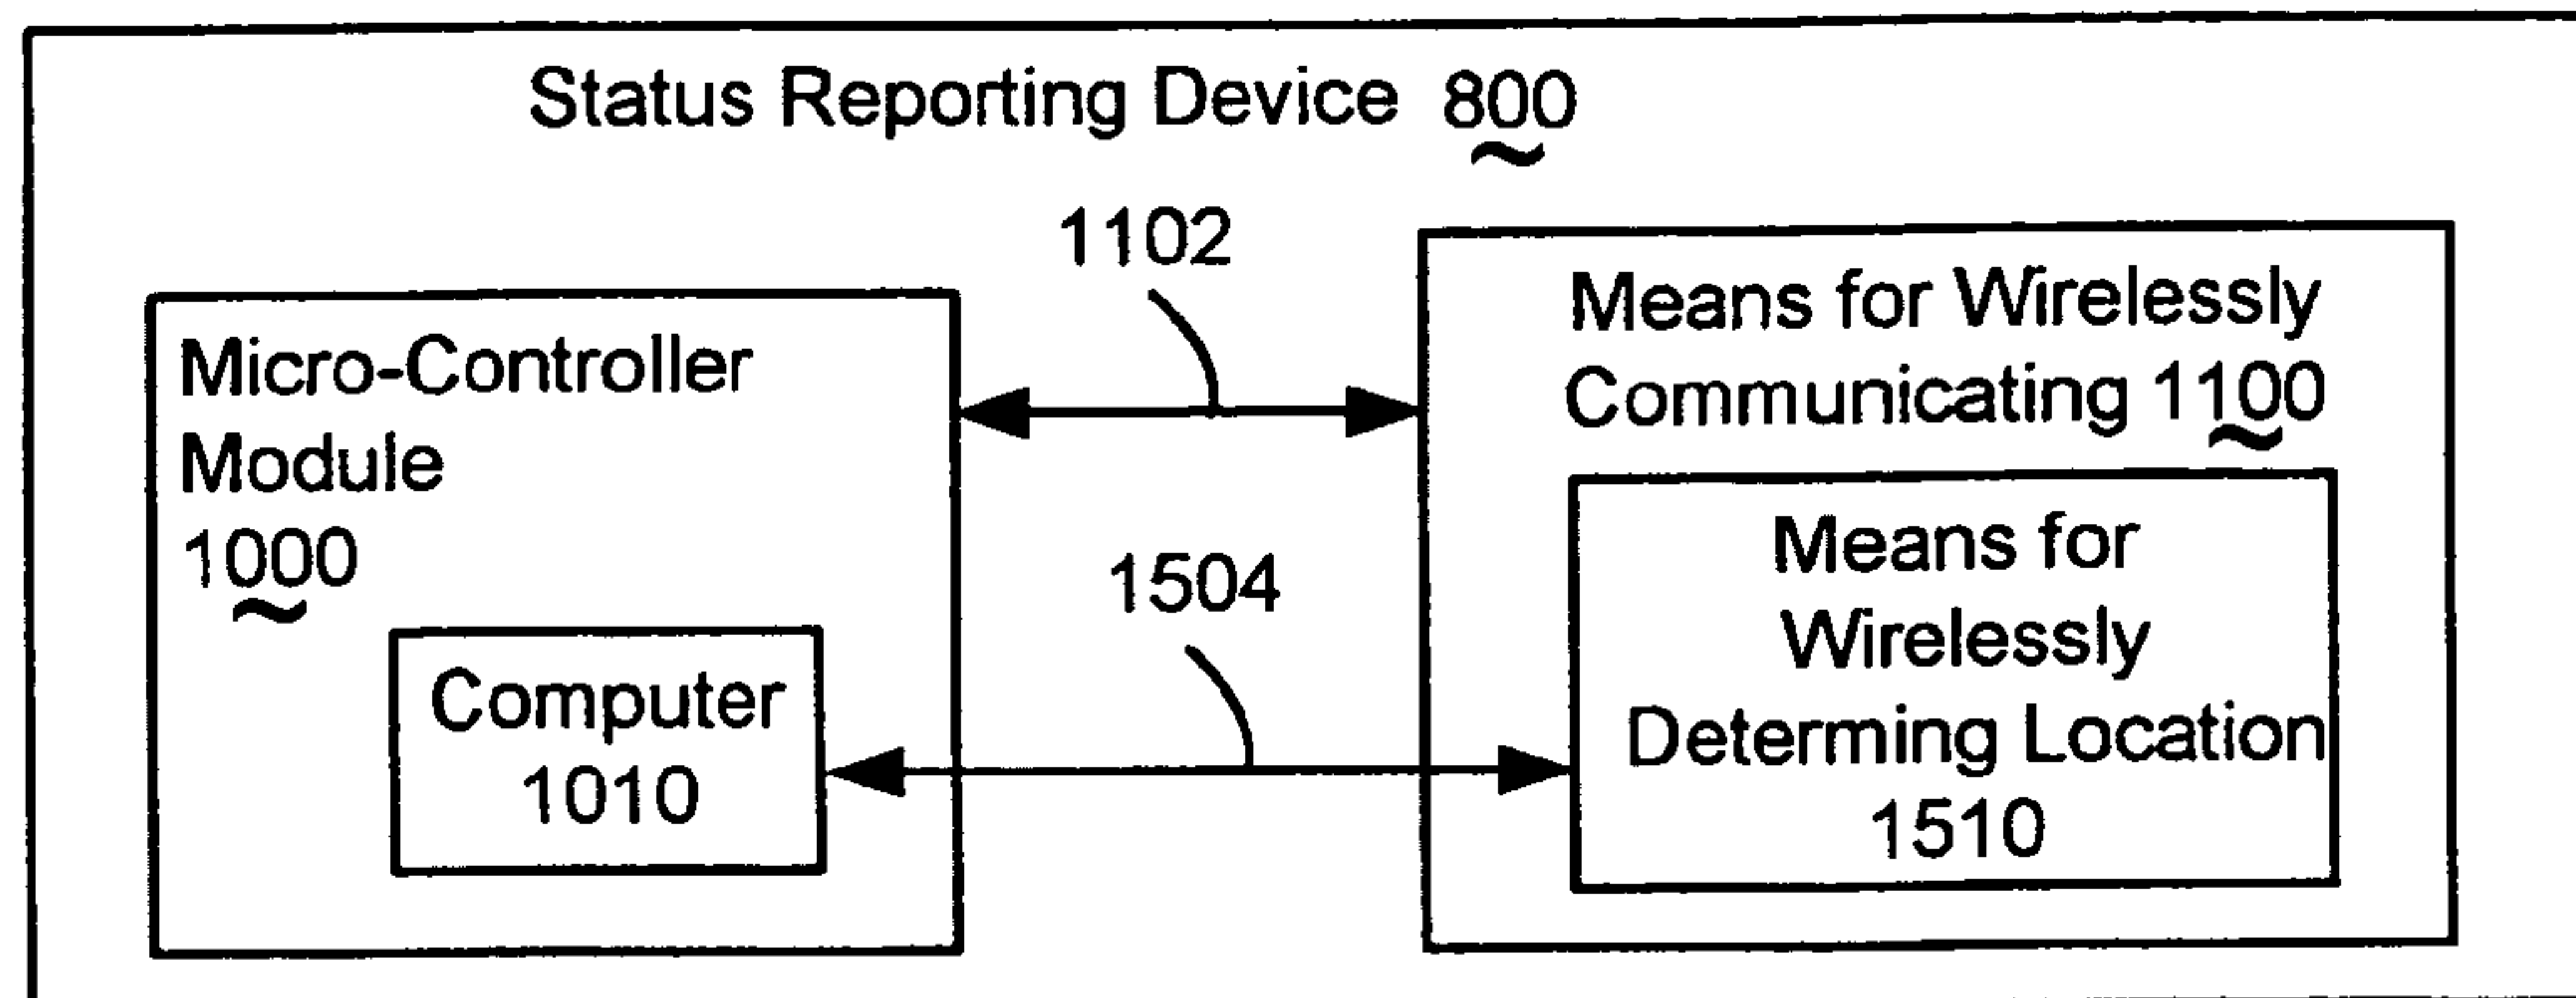 Status Reporting Device 800
1102
Means for Wirelessly
Communicating 1100
Micro-Controller
Module
1000
1504
Means for
Wirelessly
Determing Location
1510
Computer
1010